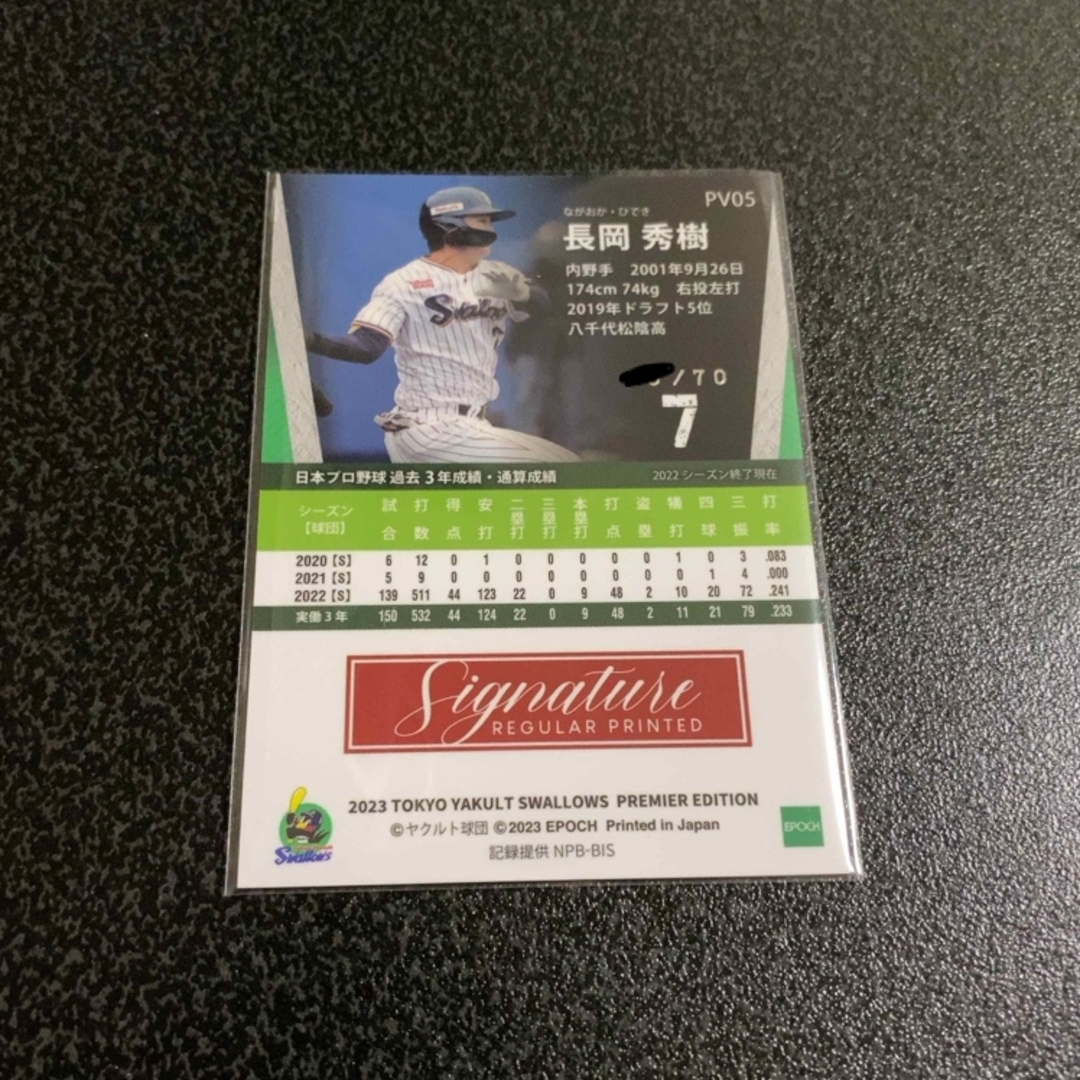 PV05
ながおか・ひでき
長岡 秀樹
内野手 2001年9月26日
174cm 74kg 右投左打
2019年ドラフト5位
八千代松陰高
/70
7
Swallows
日本プロ野球 過去3年成績・通算成績 2022シーズン終了現在
シーズン【球団】 試合 打数 得点 安打 二塁打 三塁打 本塁打 打点 盗塁 犠打 四球 三振 打率
2020【S】 6 12 0 1 0 0 0 0 0 1 0 3 .083
2021【S】 5 9 0 0 0 0 0 0 0 0 1 4 .000
2022【S】 139 511 44 123 22 0 9 48 2 10 20 72 .241
実働3年 150 532 44 124 22 0 9 48 2 11 21 79 .233
Signature
REGULAR PRINTED
2023 TOKYO YAKULT SWALLOWS PREMIER EDITION
©ヤクルト球団 ©2023 EPOCH Printed in Japan
記録提供 NPB-BIS
Swallows
EPOCH